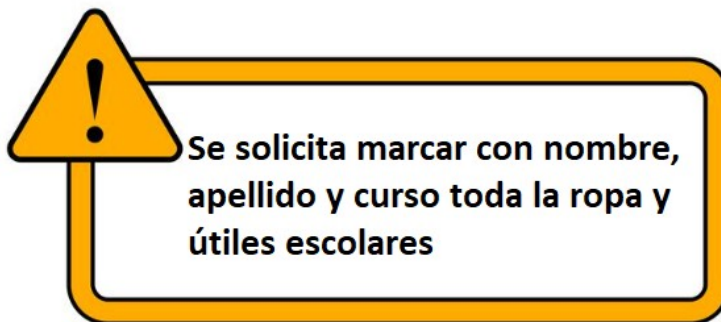 Se solicita marcar con nombre,
apellido y curso toda la ropa y
útiles escolares